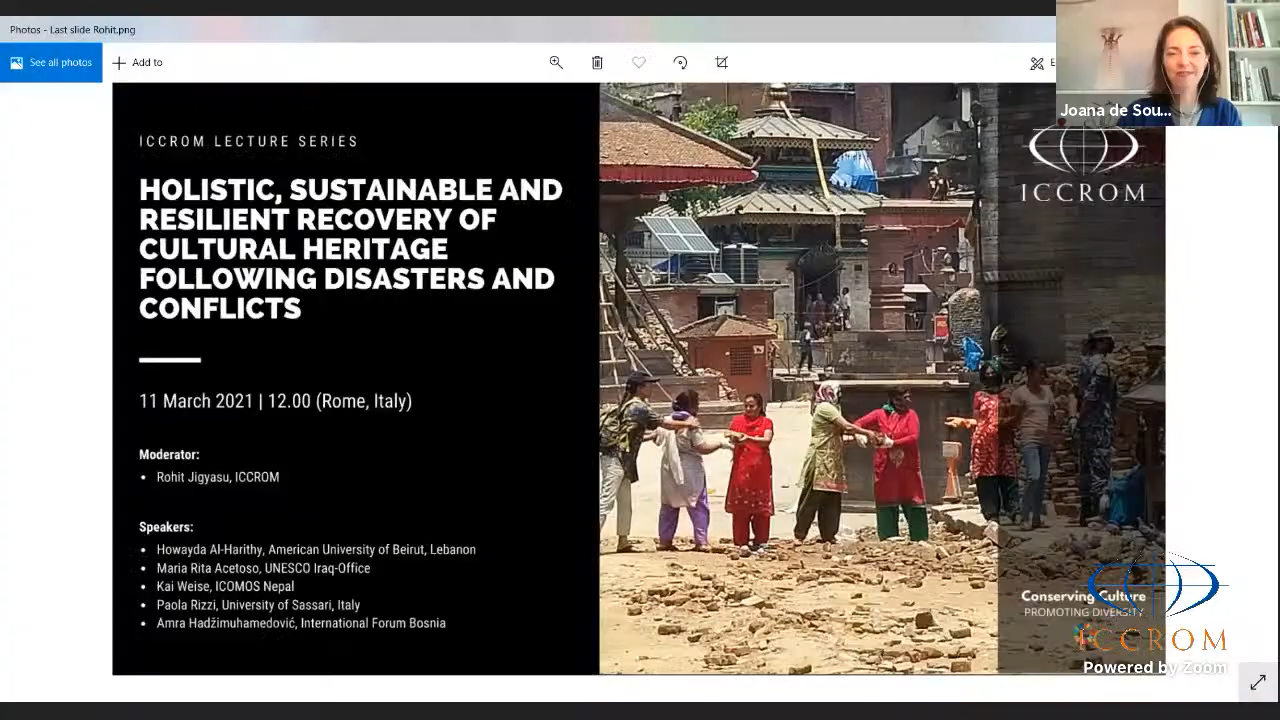 Photos - Last slide Rohit.png
See all photos
Add to
Joana de Sou...
ICCROM LECTURE SERIES
HOLISTIC, SUSTAINABLE AND
RESILIENT RECOVERY OF
CULTURAL HERITAGE
FOLLOWING DISASTERS AND
CONFLICTS
11 March 2021 | 12.00 (Rome, Italy)
Moderator:
• Rohit Jigyasu, ICCROM
Speakers:
• Howayda Al-Harithy, American University of Beirut, Lebanon
• Maria Rita Acetoso, UNESCO Iraq-Office
• Kai Weise, ICOMOS Nepal
• Paola Rizzi, University of Sassari, Italy
• Amra Hadžimuhamedović, International Forum Bosnia
ICCROM
Conserving Culture
PROMOTING DIVERSITY
ICCROM
Powered by Zoom